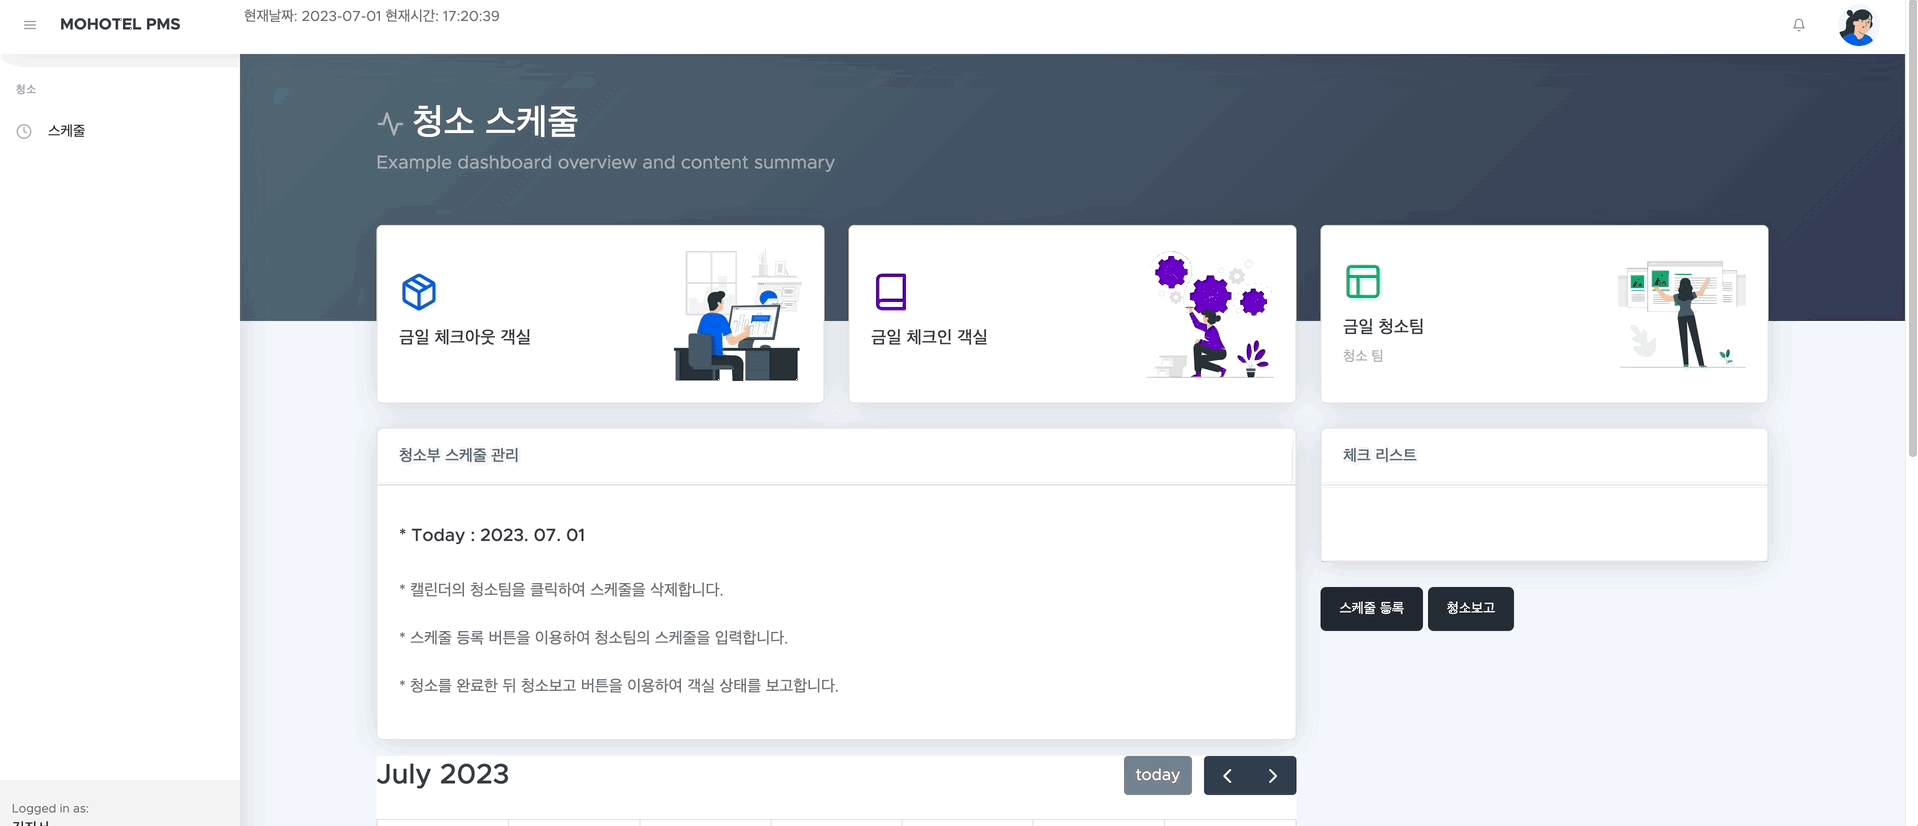 MOHOTEL PMS
현재날짜: 2023-07-01 현재시간: 17:20:39
청소
스케줄
청소 스케줄
Example dashboard overview and content summary
금일 체크아웃 객실
금일 체크인 객실
금일 청소팀
청소 팀
청소부 스케줄 관리
체크 리스트
* Today : 2023. 07. 01
* 캘린더의 청소팀을 클릭하여 스케줄을 삭제합니다.
* 스케줄 등록 버튼을 이용하여 청소팀의 스케줄을 입력합니다.
* 청소를 완료한 뒤 청소보고 버튼을 이용하여 객실 상태를 보고합니다.
스케줄 등록
청소보고
July 2023
today
Logged in as: